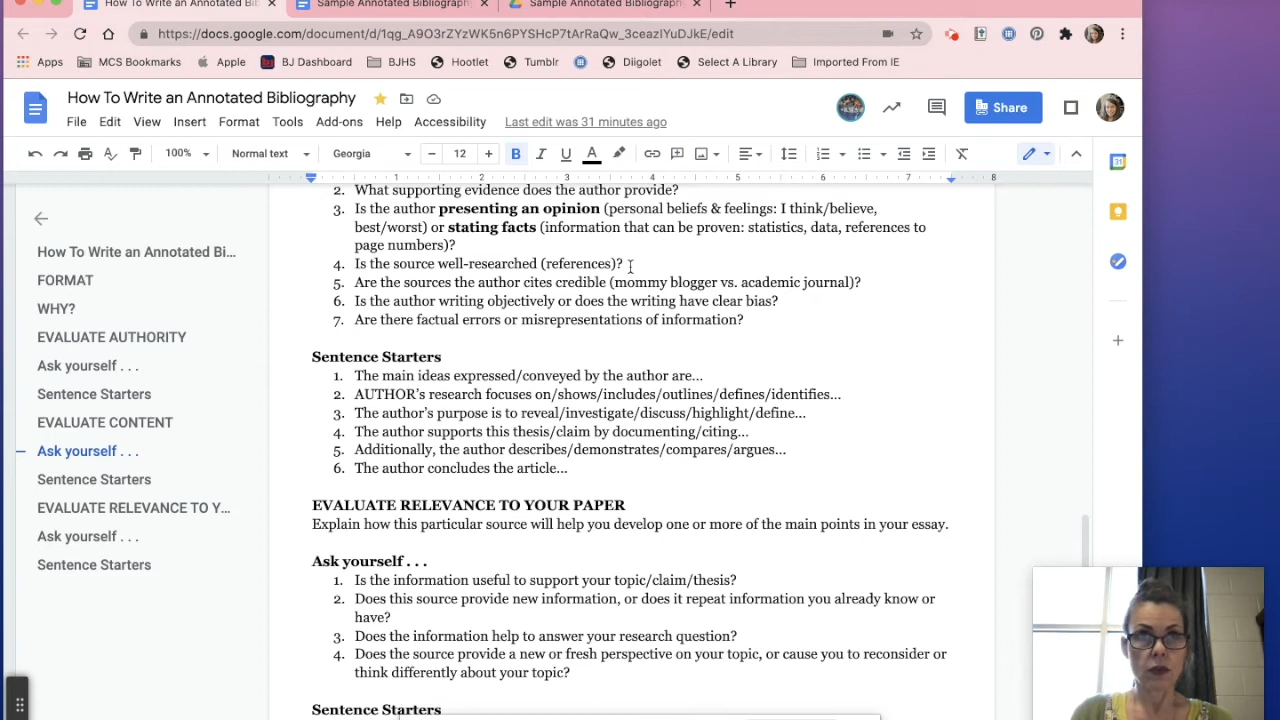 How To Write an Annotated Bib
Sample Annotated Bibliography
Sample Annotated Bibliography
https://docs.google.com/document/d/1qg_A9O3rZYzWK5n6PYSHcP7tArRaQw_3ceazIYuDJkE/edit
Apps MCS Bookmarks Apple BJ Dashboard BJHS Hootlet Tumblr Diigolet Select A Library Imported From IE
How To Write an Annotated Bibliography
Share
File Edit View Insert Format Tools Add-ons Help Accessibility Last edit was 31 minutes ago
100% Normal text Georgia 12 B I U A
1 2 3 4 5 6 7 8
31
How To Write an Annotated Bi...
FORMAT
WHY?
EVALUATE AUTHORITY
Ask yourself . . .
Sentence Starters
EVALUATE CONTENT
Ask yourself . . .
Sentence Starters
EVALUATE RELEVANCE TO Y...
Ask yourself . . .
Sentence Starters
2. What supporting evidence does the author provide?
3. Is the author presenting an opinion (personal beliefs & feelings: I think/believe,
best/worst) or stating facts (information that can be proven: statistics, data, references to
page numbers)?
4. Is the source well-researched (references)?
5. Are the sources the author cites credible (mommy blogger vs. academic journal)?
6. Is the author writing objectively or does the writing have clear bias?
7. Are there factual errors or misrepresentations of information?
Sentence Starters
1. The main ideas expressed/conveyed by the author are...
2. AUTHOR's research focuses on/shows/includes/outlines/defines/identifies...
3. The author's purpose is to reveal/investigate/discuss/highlight/define...
4. The author supports this thesis/claim by documenting/citing...
5. Additionally, the author describes/demonstrates/compares/argues...
6. The author concludes the article...
EVALUATE RELEVANCE TO YOUR PAPER
Explain how this particular source will help you develop one or more of the main points in your essay.
Ask yourself . . .
1. Is the information useful to support your topic/claim/thesis?
2. Does this source provide new information, or does it repeat information you already know or
have?
3. Does the information help to answer your research question?
4. Does the source provide a new or fresh perspective on your topic, or cause you to reconsider or
think differently about your topic?
Sentence Starters